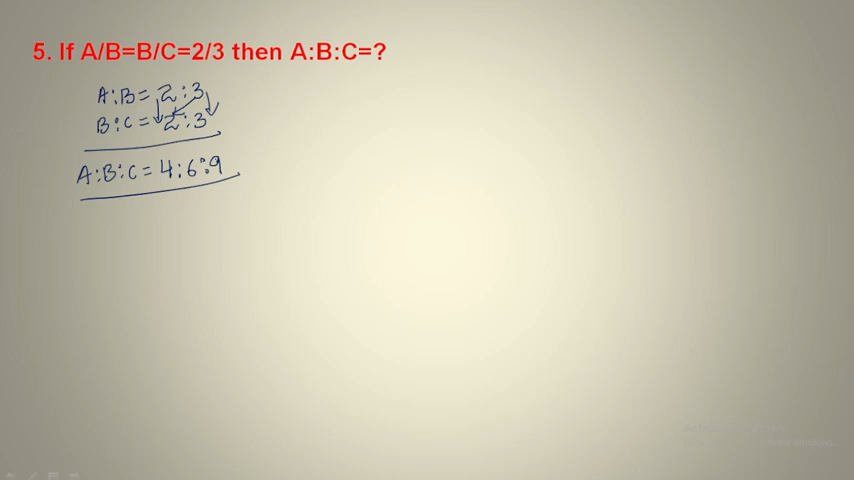 5. If A/B=B/C=2/3 then A:B:C=?
A:B= 2:3
B:C= 2:3
A:B:C= 4:6:9